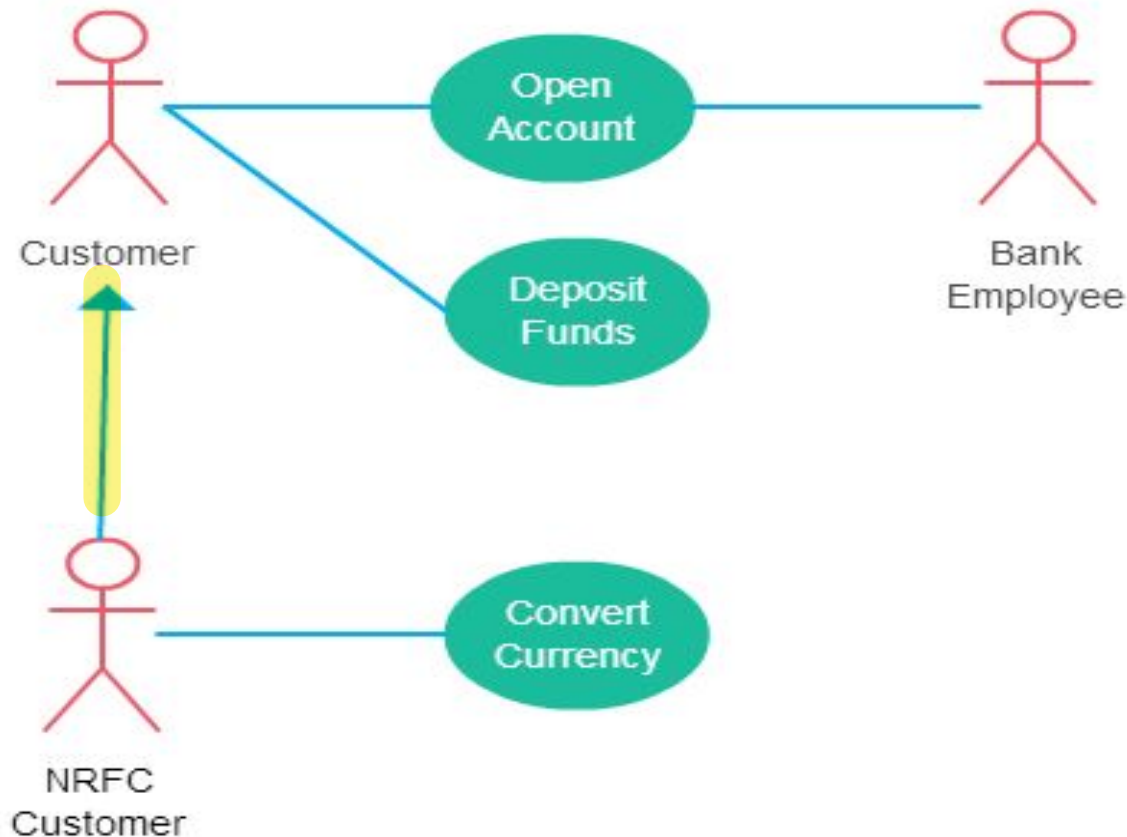 Open
Account
Customer
Bank
Employee
Deposit
Funds
Convert
Currency
NRFC
Customer